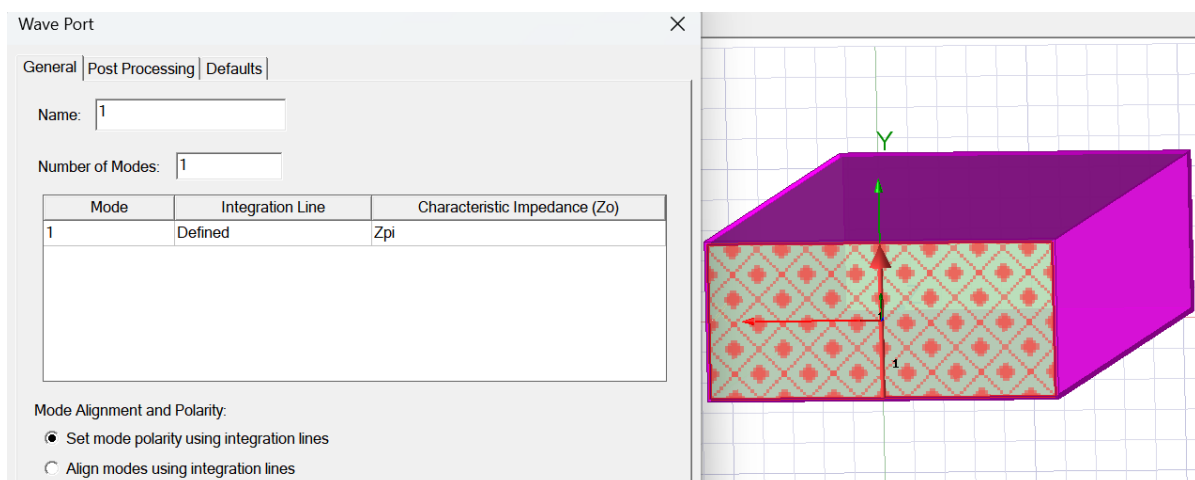 Wave Port
General Post Processing Defaults
Name: 1
Number of Modes: 1
Mode Integration Line Characteristic Impedance (Zo)
1 Defined Zpi
Mode Alignment and Polarity:
Set mode polarity using integration lines
Align modes using integration lines
Y
1
1